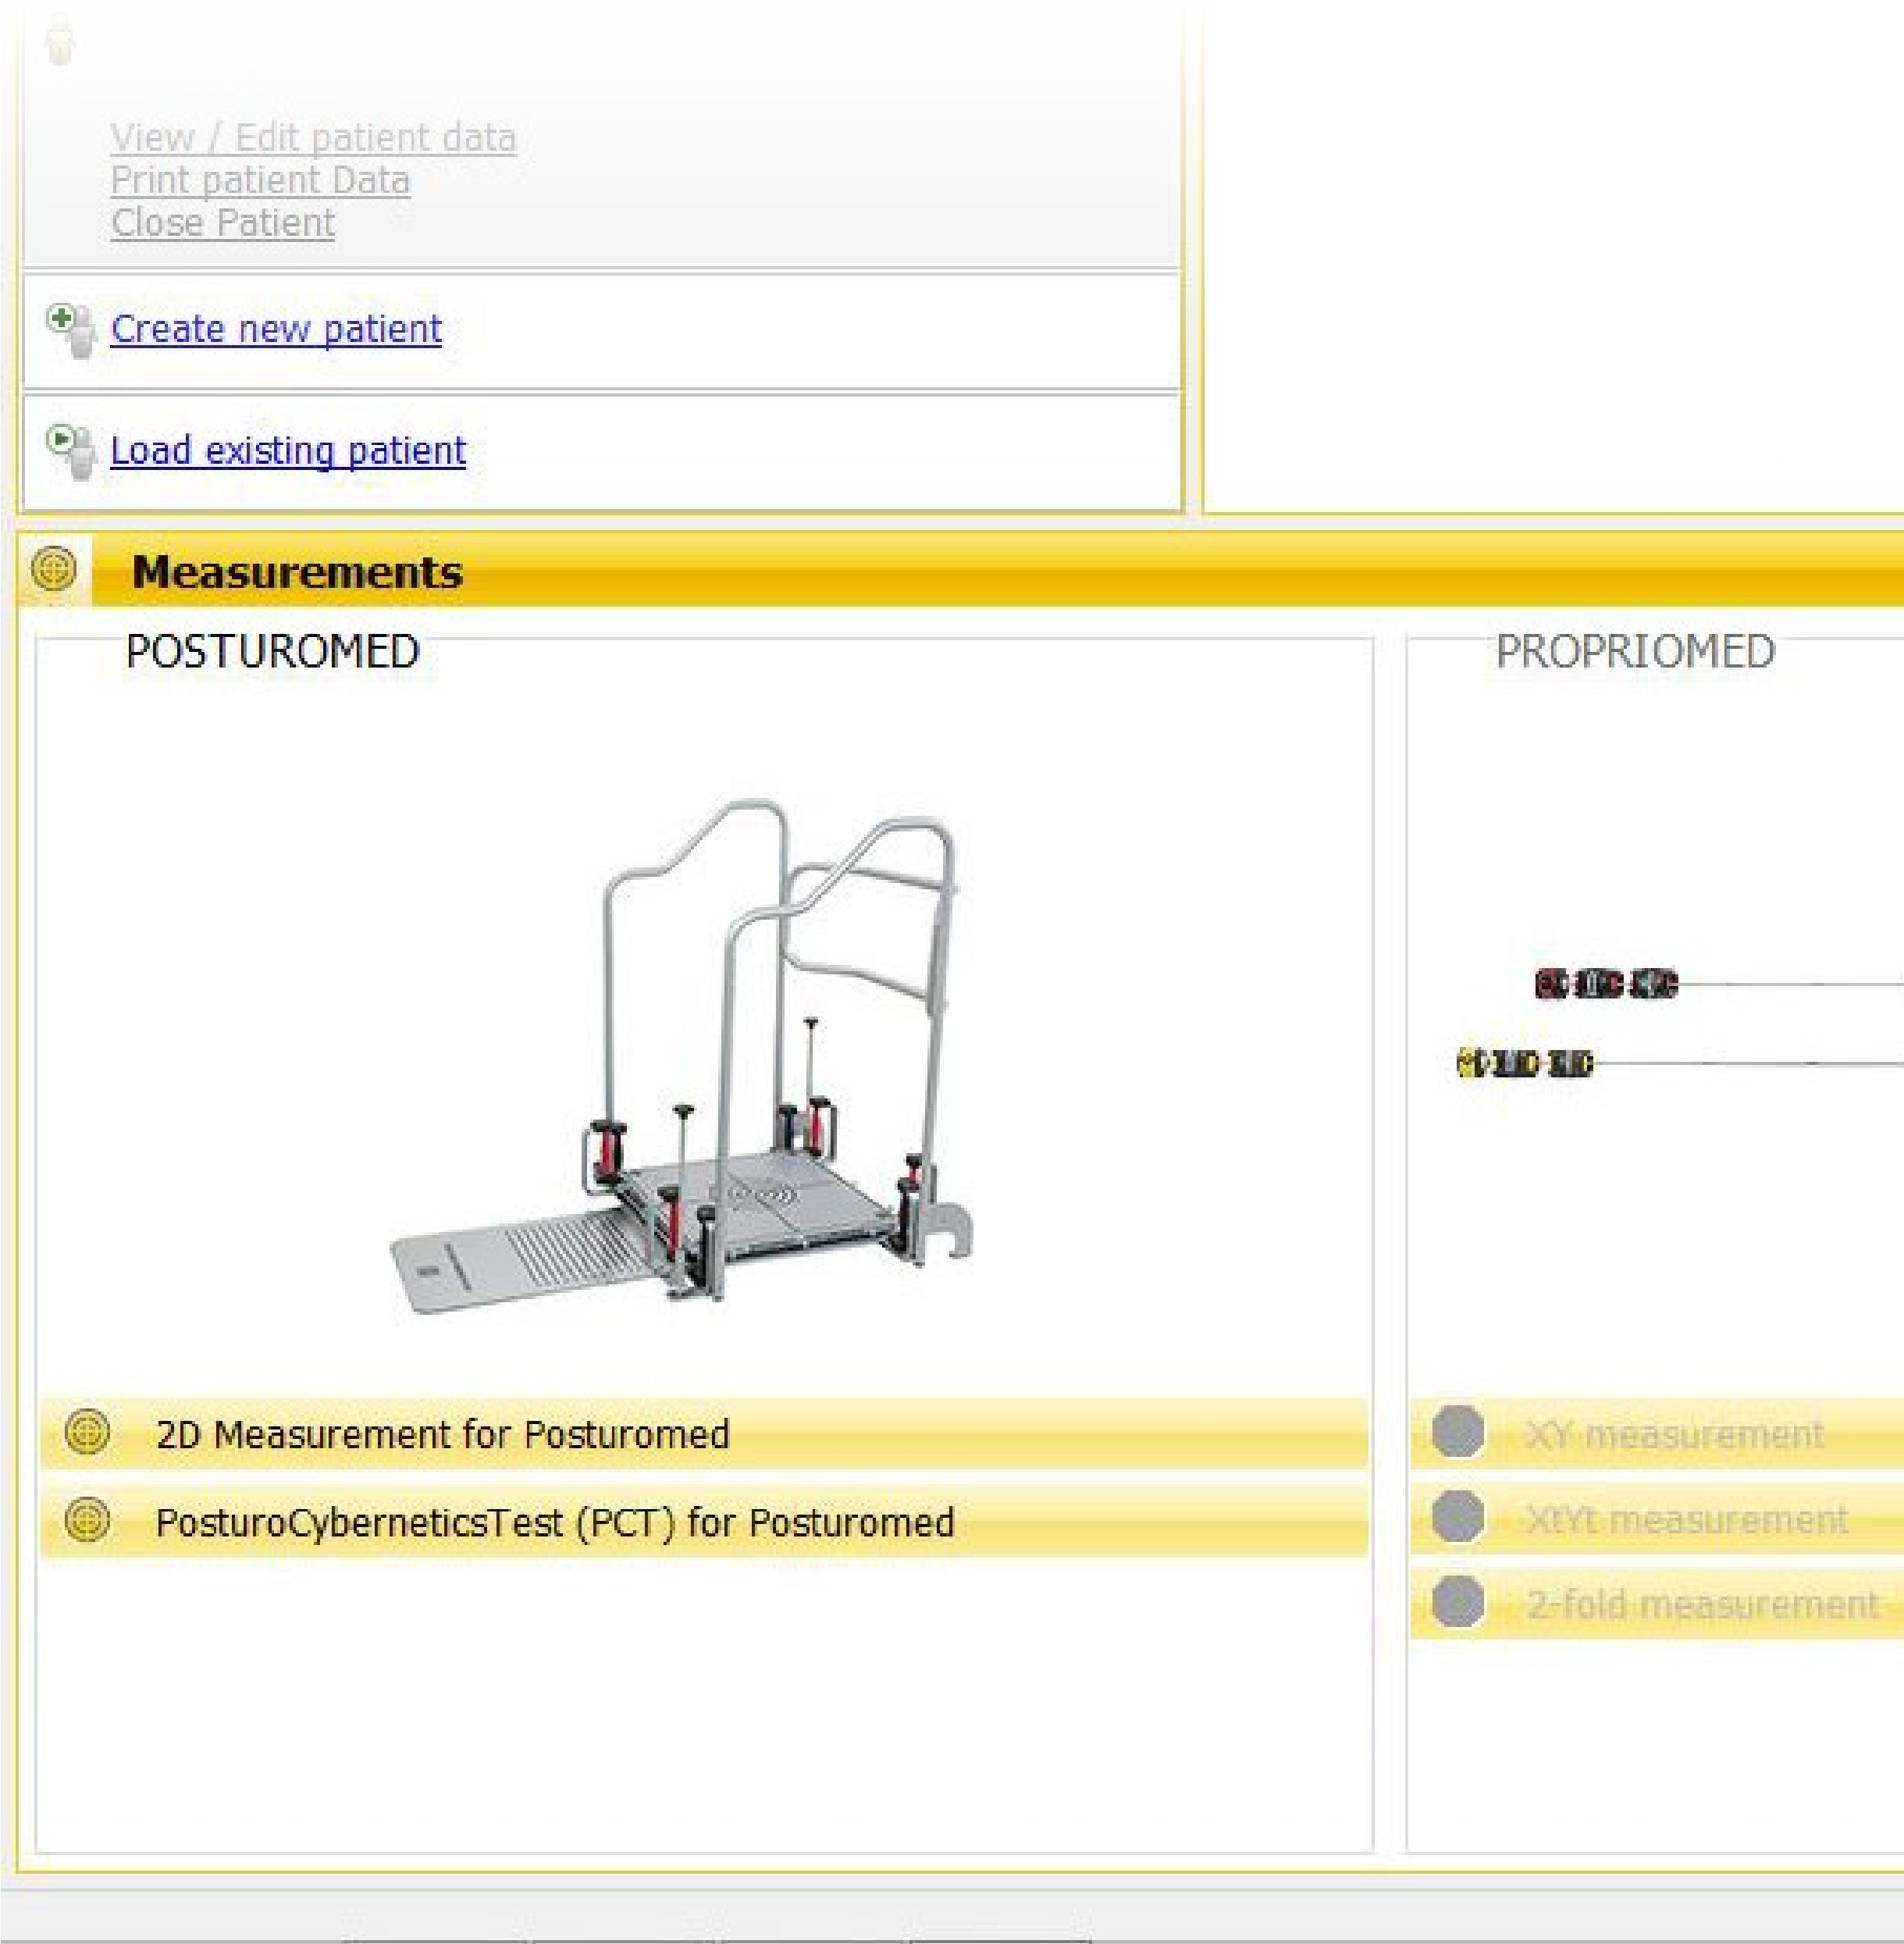 View / Edit patient data
Print patient Data
Close Patient
Create new patient
Load existing patient
Measurements
POSTUROMED
2D Measurement for Posturomed
PosturoCyberneticsTest (PCT) for Posturomed
PROPRIOMED
XY measurement
XtYt measurement
2-fold measurement